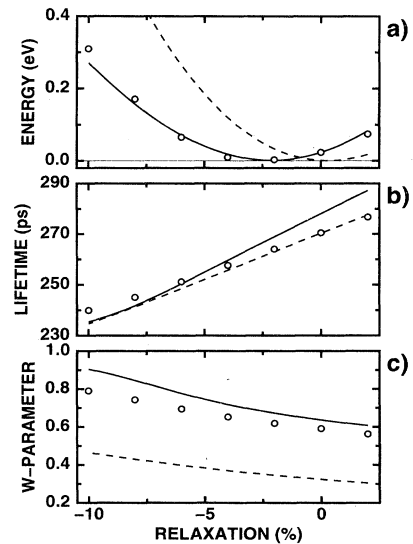 0.4
a)
0.2
ENERGY (eV)
0.0
290
b)
270
LIFETIME (ps)
250
230
1.0
c)
0.8
0.6
W-PARAMETER
0.4
0.2
-10
-5
0
RELAXATION (%)